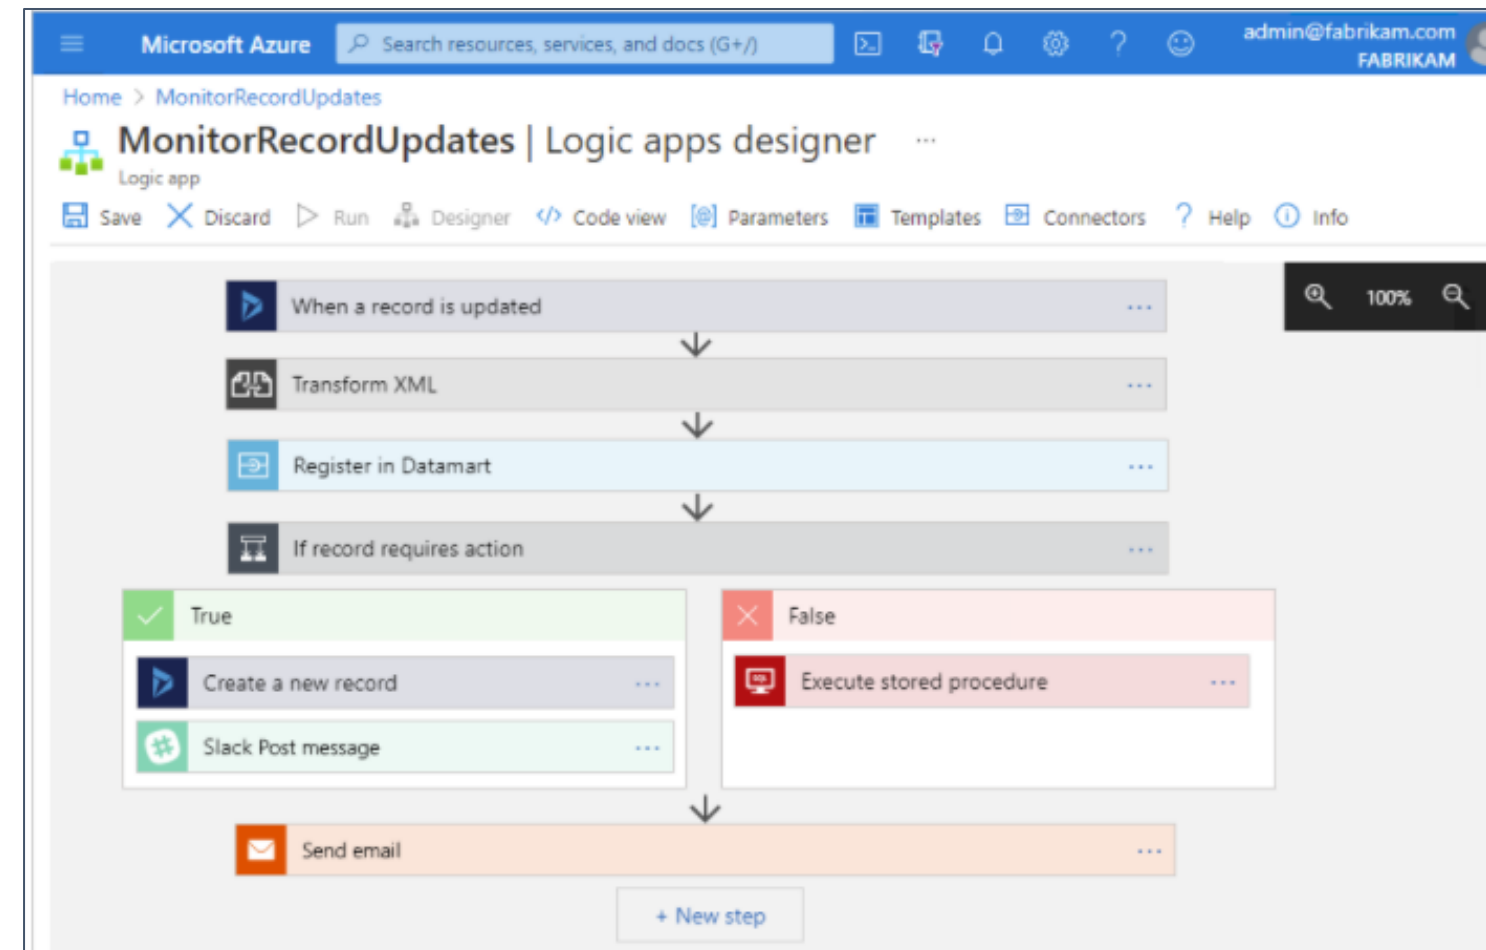 Microsoft Azure
Search resources, services, and docs (G+/)
admin@fabrikam.com
FABRIKAM
Home > MonitorRecordUpdates
MonitorRecordUpdates | Logic apps designer ...
Logic app
Save Discard Run Designer </> Code view [@] Parameters Templates Connectors ? Help Info
When a record is updated ...
100%
Transform XML ...
Register in Datamart ...
If record requires action ...
True
False
Create a new record ...
SQL Execute stored procedure ...
Slack Post message ...
Send email ...
+ New step